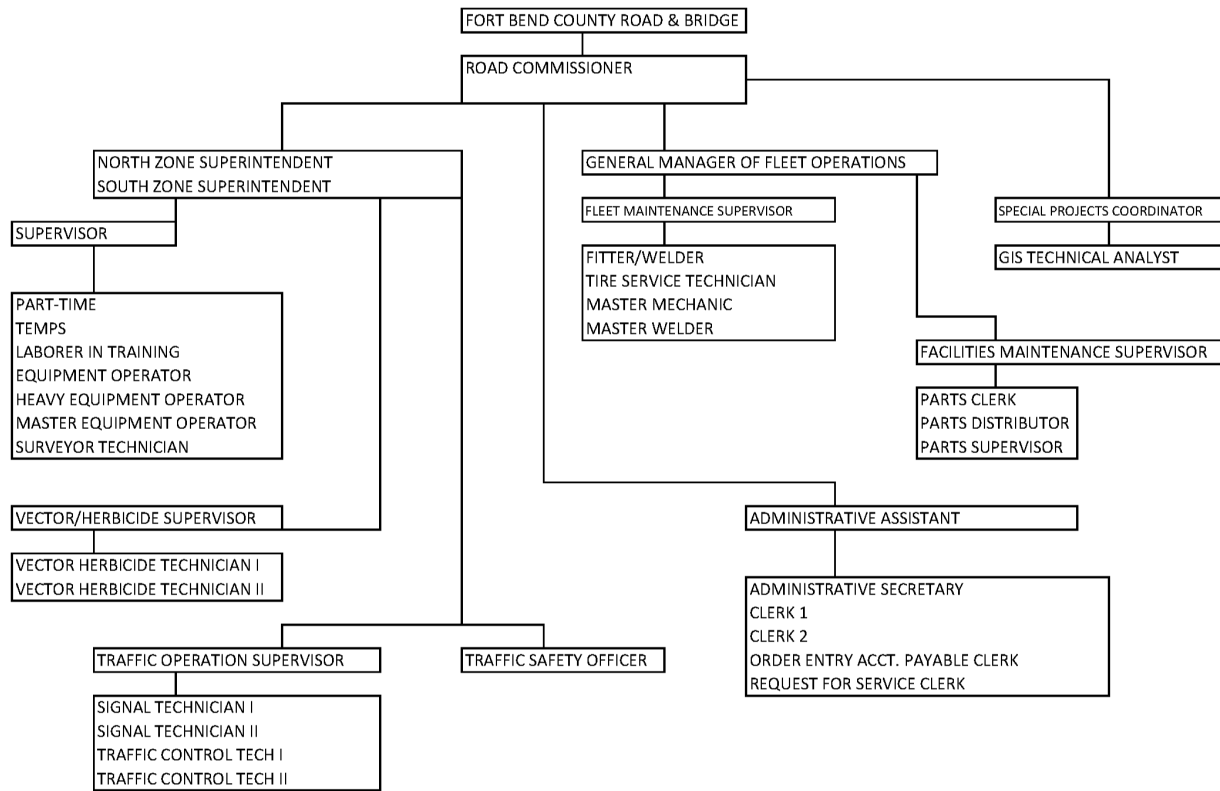 FORT BEND COUNTY ROAD & BRIDGE
ROAD COMMISSIONER
NORTH ZONE SUPERINTENDENT
SOUTH ZONE SUPERINTENDENT
GENERAL MANAGER OF FLEET OPERATIONS
SUPERVISOR
FLEET MAINTENANCE SUPERVISOR
SPECIAL PROJECTS COORDINATOR
GIS TECHNICAL ANALYST
FITTER/WELDER
TIRE SERVICE TECHNICIAN
MASTER MECHANIC
MASTER WELDER
PART-TIME
TEMPS
LABORER IN TRAINING
EQUIPMENT OPERATOR
HEAVY EQUIPMENT OPERATOR
MASTER EQUIPMENT OPERATOR
SURVEYOR TECHNICIAN
FACILITIES MAINTENANCE SUPERVISOR
PARTS CLERK
PARTS DISTRIBUTOR
PARTS SUPERVISOR
VECTOR/HERBICIDE SUPERVISOR
VECTOR HERBICIDE TECHNICIAN I
VECTOR HERBICIDE TECHNICIAN II
ADMINISTRATIVE ASSISTANT
ADMINISTRATIVE SECRETARY
CLERK 1
CLERK 2
ORDER ENTRY ACCT. PAYABLE CLERK
REQUEST FOR SERVICE CLERK
TRAFFIC OPERATION SUPERVISOR
TRAFFIC SAFETY OFFICER
SIGNAL TECHNICIAN I
SIGNAL TECHNICIAN II
TRAFFIC CONTROL TECH I
TRAFFIC CONTROL TECH II